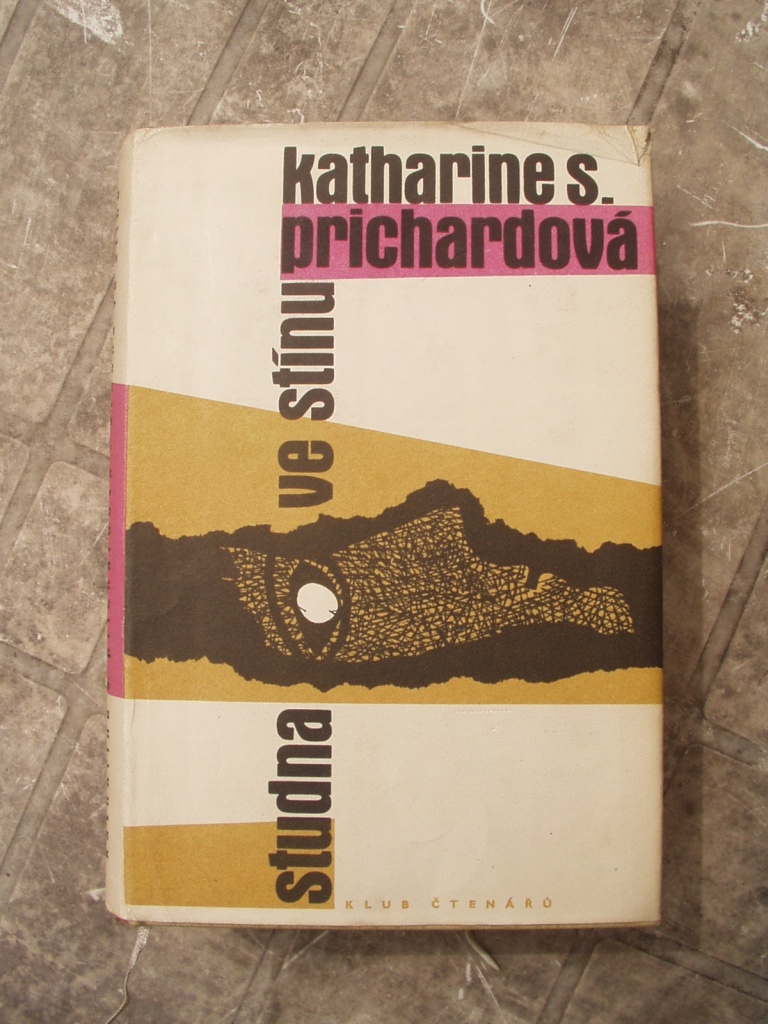 katharine s.
prichardová
studna ve stínu
KLUB ČTENÁŘŮ